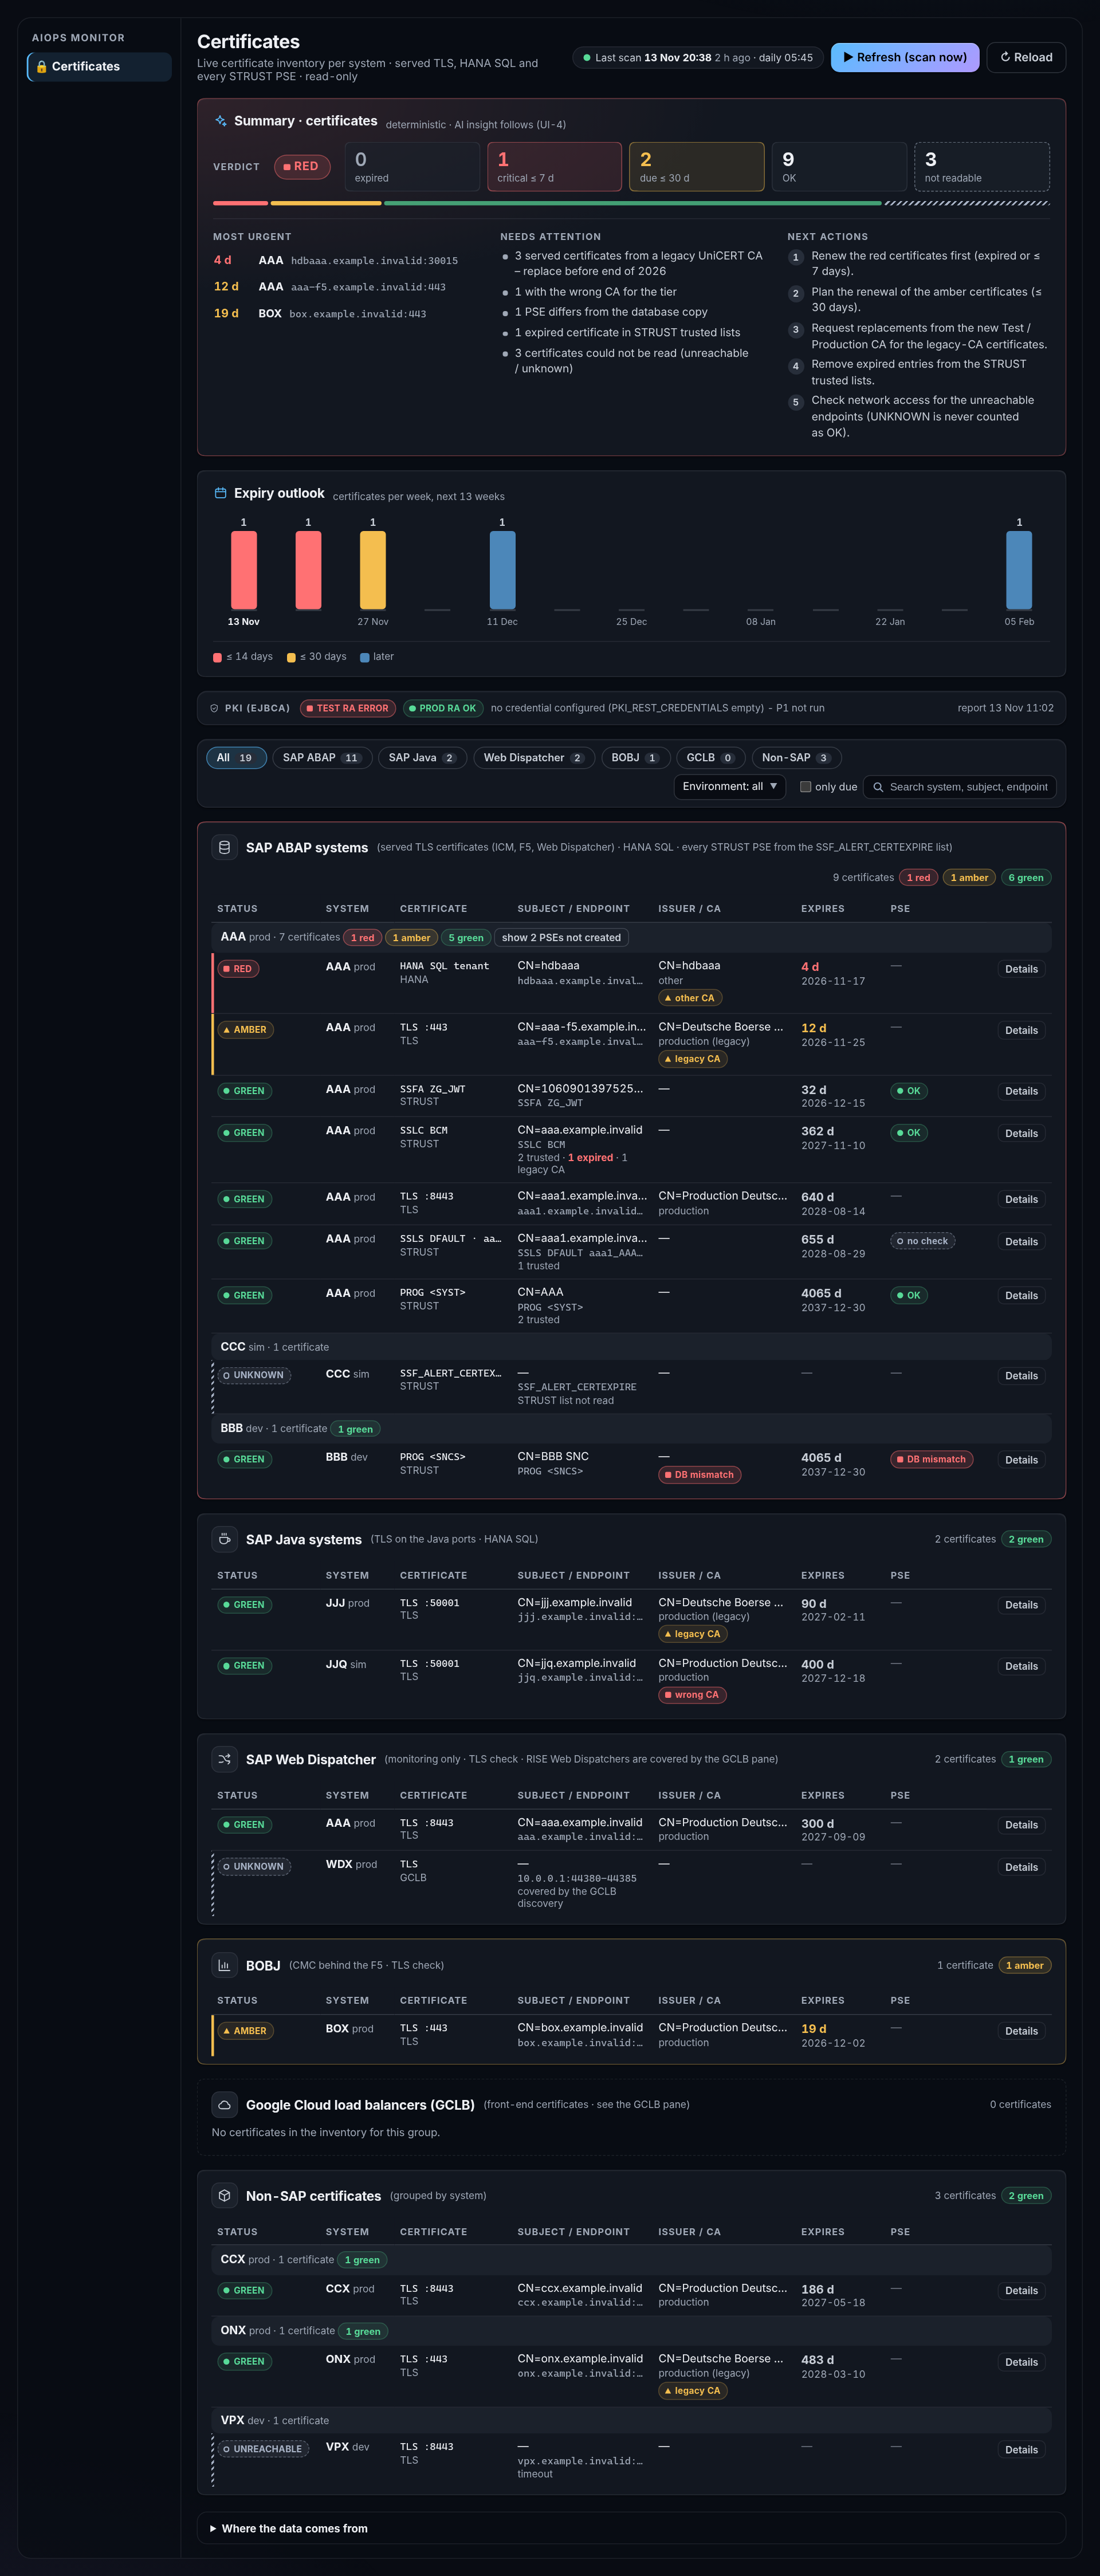 AIOPS MONITOR
🔒 Certificates
Certificates
Live certificate inventory per system · served TLS, HANA SQL and
every STRUST PSE · read-only
Last scan 13 Nov 20:38 2 h ago · daily 05:45
▶ Refresh (scan now)
↻ Reload
Summary · certificates deterministic · AI insight follows (UI-4)
VERDICT
RED
0
expired
1
critical ≤ 7 d
2
due ≤ 30 d
9
OK
3
not readable
MOST URGENT
4 d AAA hdbaaa.example.invalid:30015
12 d AAA aaa-f5.example.invalid:443
19 d BOX box.example.invalid:443
NEEDS ATTENTION
3 served certificates from a legacy UniCERT CA
– replace before end of 2026
1 with the wrong CA for the tier
1 PSE differs from the database copy
1 expired certificate in STRUST trusted lists
3 certificates could not be read (unreachable
/ unknown)
NEXT ACTIONS
1 Renew the red certificates first (expired or ≤
7 days).
2 Plan the renewal of the amber certificates (≤
30 days).
3 Request replacements from the new Test /
Production CA for the legacy-CA certificates.
4 Remove expired entries from the STRUST
trusted lists.
5 Check network access for the unreachable
endpoints (UNKNOWN is never counted
as OK).
Expiry outlook certificates per week, next 13 weeks
1 1 1 1 1
13 Nov 27 Nov 11 Dec 25 Dec 08 Jan 22 Jan 05 Feb
≤ 14 days ≤ 30 days later
PKI (EJBCA) TEST RA ERROR PROD RA OK no credential configured (PKI_REST_CREDENTIALS empty) - P1 not run report 13 Nov 11:02
All 19 SAP ABAP 11 SAP Java 2 Web Dispatcher 2 BOBJ 1 GCLB 0 Non-SAP 3
Environment: all ▼ only due Search system, subject, endpoint
SAP ABAP systems (served TLS certificates (ICM, F5, Web Dispatcher) · HANA SQL · every STRUST PSE from the SSF_ALERT_CERTEXPIRE list)
9 certificates 1 red 1 amber 6 green
STATUS SYSTEM CERTIFICATE SUBJECT / ENDPOINT ISSUER / CA EXPIRES PSE
AAA prod · 7 certificates 1 red 1 amber 5 green show 2 PSEs not created
RED AAA prod HANA SQL tenant CN=hdbaaa CN=hdbaaa 4 d — Details
HANA hdbaaa.example.inval… other 2026-11-17
other CA
AMBER AAA prod TLS :443 CN=aaa-f5.example.in… CN=Deutsche Boerse … 12 d — Details
TLS aaa-f5.example.inval… production (legacy) 2026-11-25
legacy CA
GREEN AAA prod SSFA ZG_JWT CN=1060901397525… — 32 d OK Details
STRUST SSFA ZG_JWT 2026-12-15
GREEN AAA prod SSLC BCM CN=aaa.example.invalid — 362 d OK Details
STRUST SSLC BCM 2027-11-10
2 trusted · 1 expired · 1
legacy CA
GREEN AAA prod TLS :8443 CN=aaa1.example.inva… CN=Production Deutsc… 640 d — Details
TLS aaa1.example.invalid… production 2028-08-14
GREEN AAA prod SSLS DFAULT · aa… CN=aaa1.example.inva… — 655 d no check Details
STRUST SSLS DFAULT aaa1_AAA… 2028-08-29
1 trusted
GREEN AAA prod PROG <SYST> CN=AAA — 4065 d OK Details
STRUST PROG <SYST> 2037-12-30
2 trusted
CCC sim · 1 certificate
UNKNOWN CCC sim SSF_ALERT_CERTEX… — — — — Details
STRUST SSF_ALERT_CERTEXPIRE
STRUST list not read
BBB dev · 1 certificate 1 green
GREEN BBB dev PROG <SNCS> CN=BBB SNC — 4065 d DB mismatch Details
STRUST PROG <SNCS> 2037-12-30
DB mismatch
SAP Java systems (TLS on the Java ports · HANA SQL) 2 certificates 2 green
STATUS SYSTEM CERTIFICATE SUBJECT / ENDPOINT ISSUER / CA EXPIRES PSE
GREEN JJJ prod TLS :50001 CN=jjj.example.invalid CN=Deutsche Boerse … 90 d — Details
TLS jjj.example.invalid:… production (legacy) 2027-02-11
legacy CA
GREEN JJQ sim TLS :50001 CN=jjq.example.invalid CN=Production Deutsc… 400 d — Details
TLS jjq.example.invalid:… production 2027-12-18
wrong CA
SAP Web Dispatcher (monitoring only · TLS check · RISE Web Dispatchers are covered by the GCLB pane) 2 certificates 1 green
STATUS SYSTEM CERTIFICATE SUBJECT / ENDPOINT ISSUER / CA EXPIRES PSE
GREEN AAA prod TLS :8443 CN=aaa.example.invalid CN=Production Deutsc… 300 d — Details
TLS aaa.example.invalid:… production 2027-09-09
UNKNOWN WDX prod TLS — — — — Details
GCLB 10.0.0.1:44380-44385
covered by the GCLB
discovery
BOBJ (CMC behind the F5 · TLS check) 1 certificate 1 amber
STATUS SYSTEM CERTIFICATE SUBJECT / ENDPOINT ISSUER / CA EXPIRES PSE
AMBER BOX prod TLS :443 CN=box.example.invalid CN=Production Deutsc… 19 d — Details
TLS box.example.invalid:… production 2026-12-02
Google Cloud load balancers (GCLB) (front-end certificates · see the GCLB pane) 0 certificates
No certificates in the inventory for this group.
Non-SAP certificates (grouped by system) 3 certificates 2 green
STATUS SYSTEM CERTIFICATE SUBJECT / ENDPOINT ISSUER / CA EXPIRES PSE
CCX prod · 1 certificate 1 green
GREEN CCX prod TLS :8443 CN=ccx.example.invalid CN=Production Deutsc… 186 d — Details
TLS ccx.example.invalid:… production 2027-05-18
ONX prod · 1 certificate 1 green
GREEN ONX prod TLS :443 CN=onx.example.invalid CN=Deutsche Boerse … 483 d — Details
TLS onx.example.invalid:… production (legacy) 2028-03-10
legacy CA
VPX dev · 1 certificate
UNREACHABLE VPX dev TLS :8443 — — — — Details
TLS vpx.example.invalid:…
timeout
▶ Where the data comes from